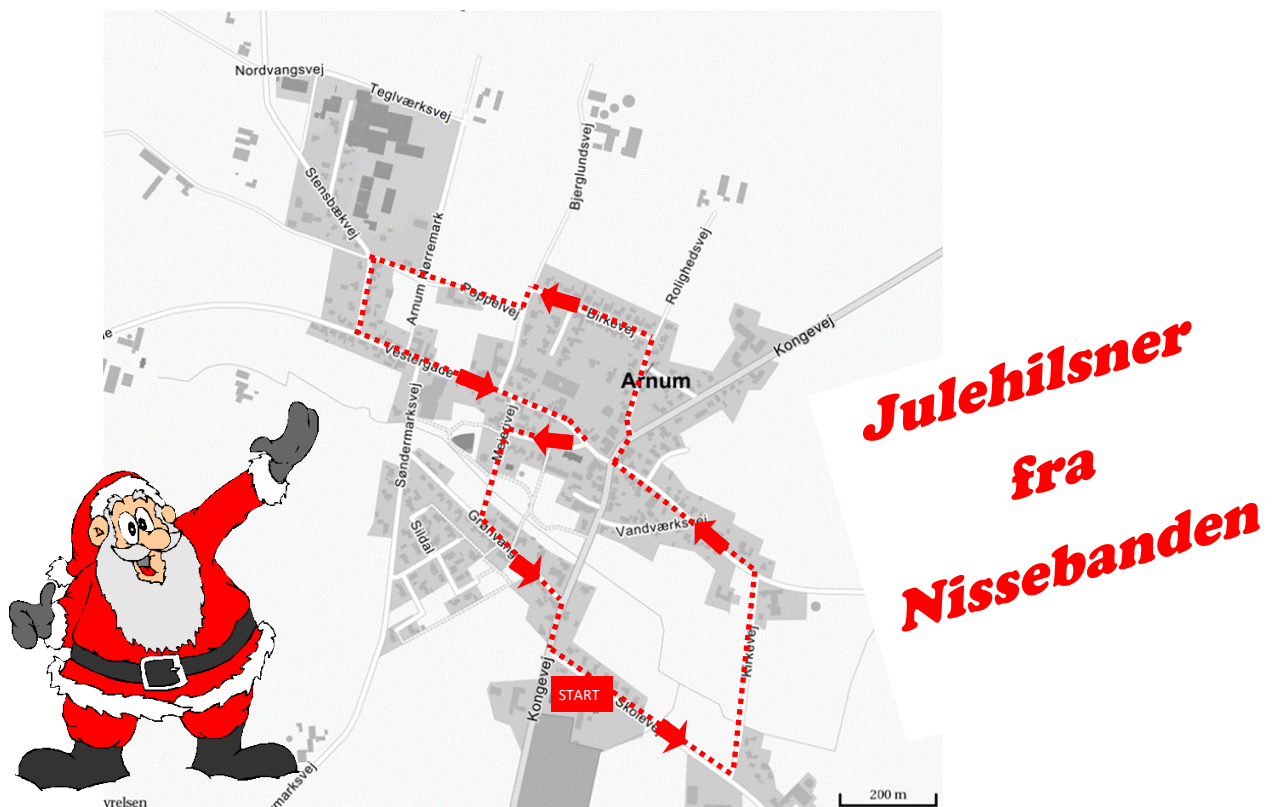 Nordvangsvej
Teglværksvej
Bjerglundsvej
Stensbækvej
Arnum Nørremark
Rolighedsvej
Poppelvej
Birkevej
Kongevej
Vestergade
Arnum
Søndermarksvej
Mejerivej
Sildal
Grønvang
Vandværksvej
Kirkevej
Kongevej
START
Skolevej
200 m
Julehilsner
fra
Nissebanden